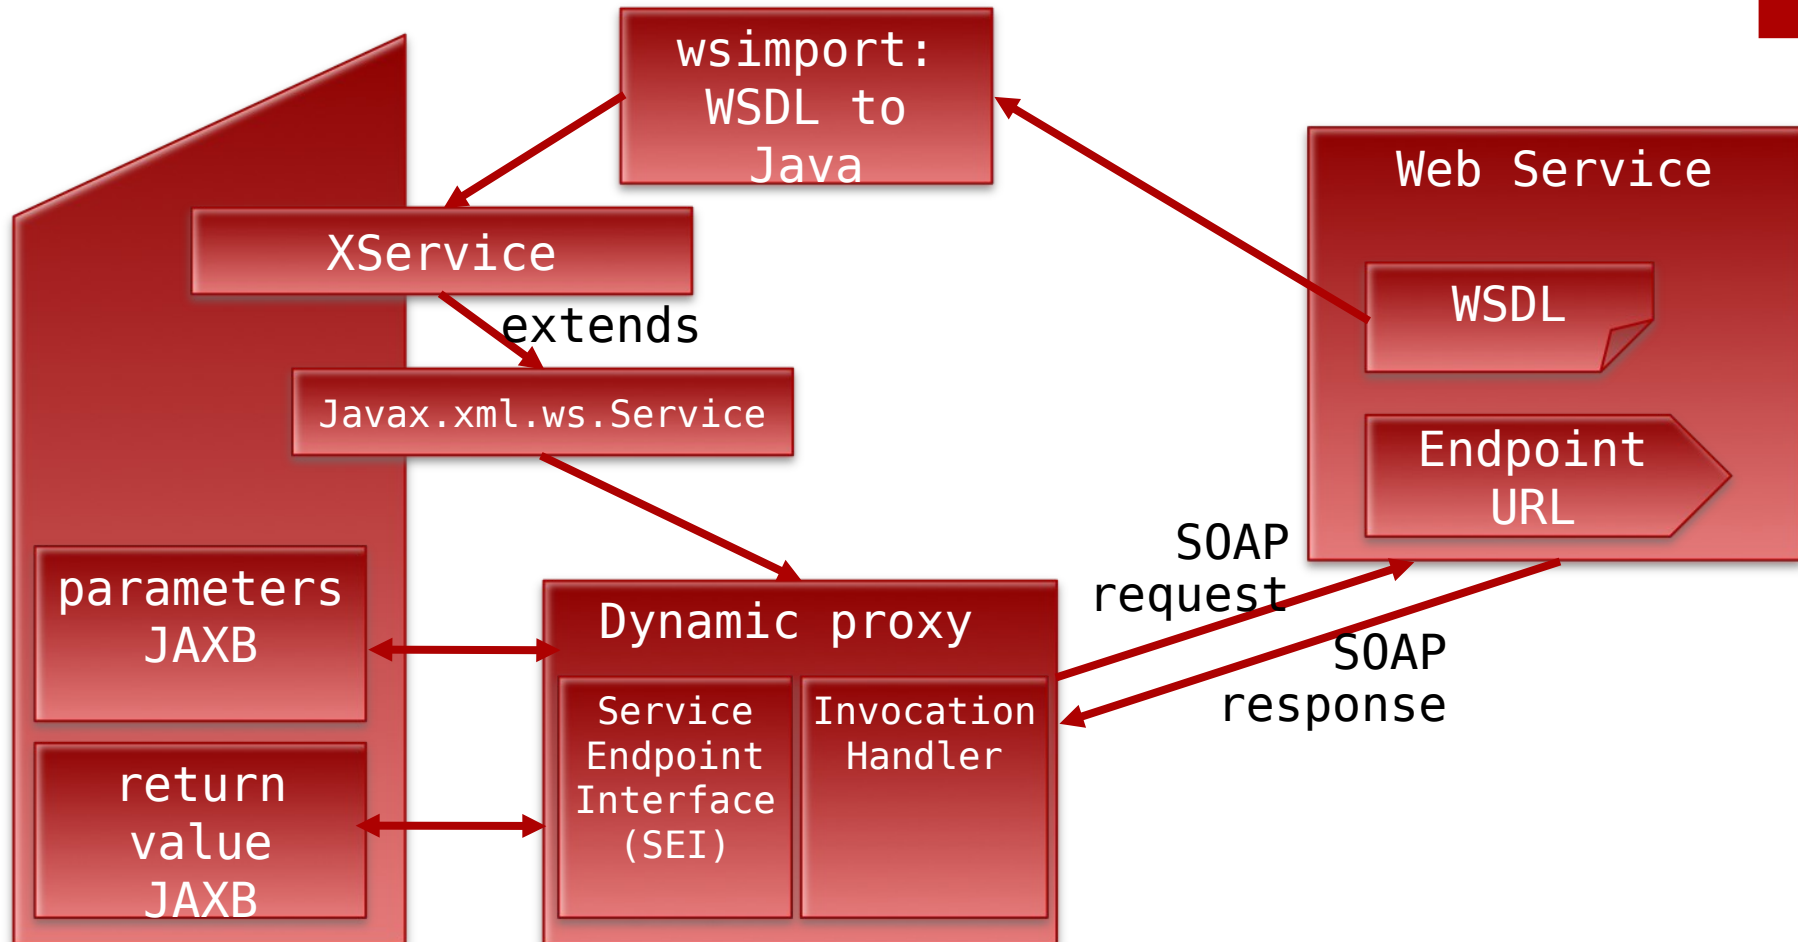 wsimport:
WSDL to
Java
Web Service
XService
WSDL
extends
Javax.xml.ws.Service
Endpoint
URL
SOAP
request
parameters
JAXB
Dynamic proxy
SOAP
response
Service
Endpoint
Interface
(SEI)
Invocation
Handler
return
value
JAXB